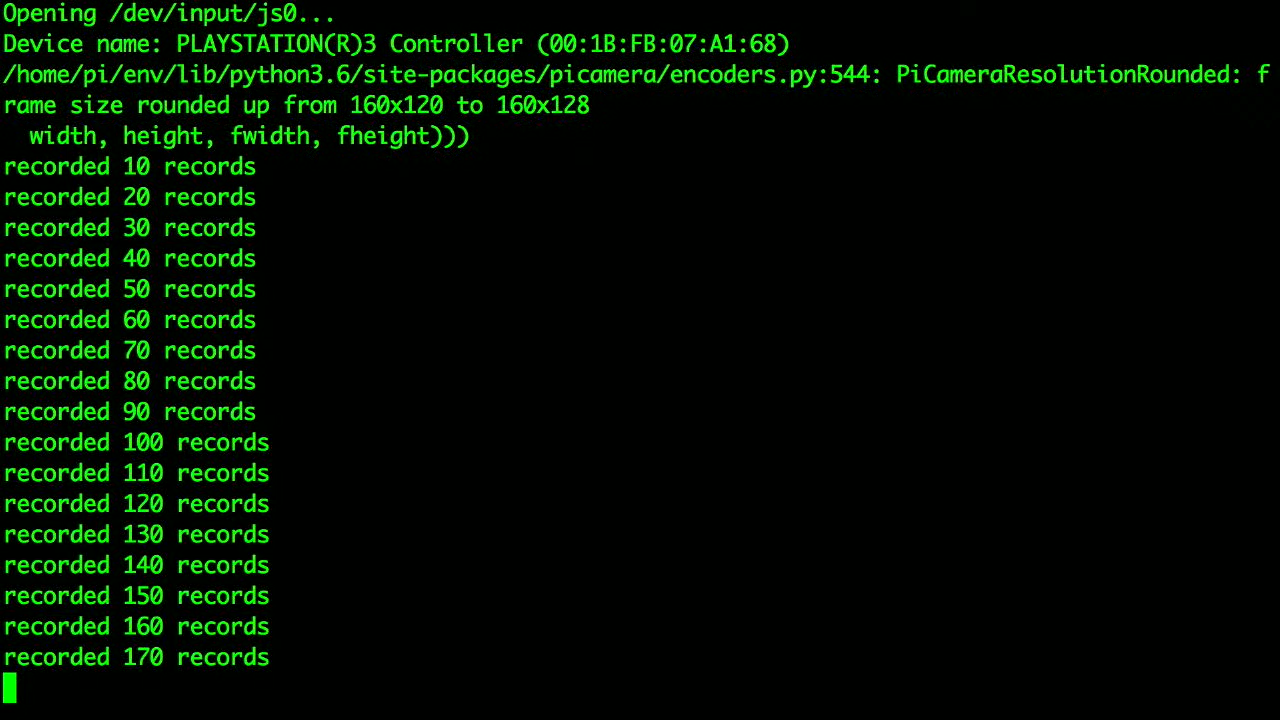 Opening /dev/input/js0...
Device name: PLAYSTATION(R)3 Controller (00:1B:FB:07:A1:68)
/home/pi/env/lib/python3.6/site-packages/picamera/encoders.py:544: PiCameraResolutionRounded: f
rame size rounded up from 160x120 to 160x128
  width, height, fwidth, fheight)))
recorded 10 records
recorded 20 records
recorded 30 records
recorded 40 records
recorded 50 records
recorded 60 records
recorded 70 records
recorded 80 records
recorded 90 records
recorded 100 records
recorded 110 records
recorded 120 records
recorded 130 records
recorded 140 records
recorded 150 records
recorded 160 records
recorded 170 records